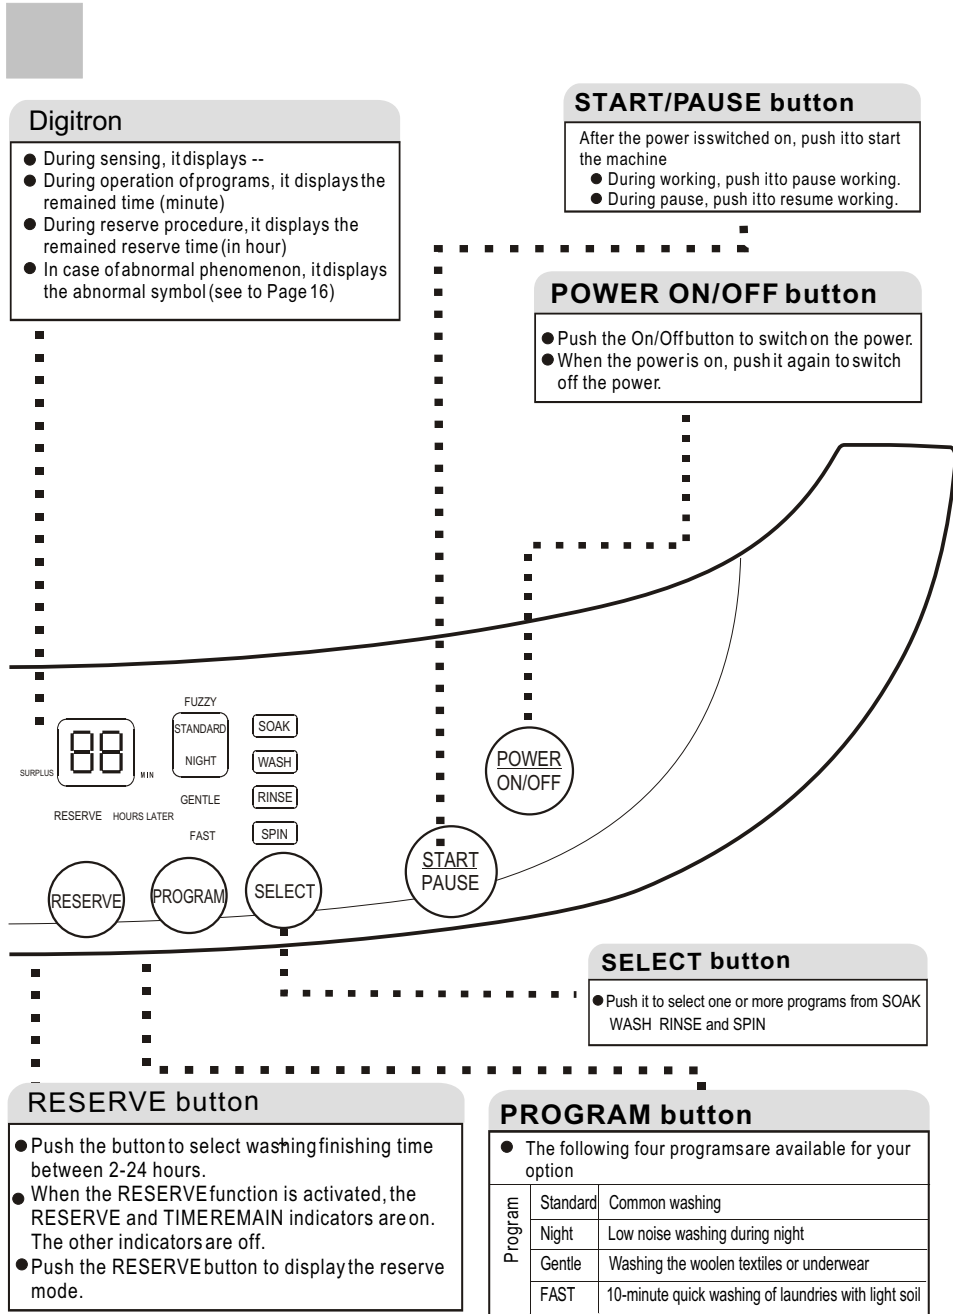 START/PAUSE button
After the power isswitched on, push itto start
the machine
● During working, push itto pause working.
● During pause, push itto resume working.
Digitron
● During sensing, it displays --
● During operation of programs, it displays the
remained time (minute)
● During reserve procedure, it displays the
remained reserve time (in hour)
● In case of abnormal phenomenon, it displays
the abnormal symbol (see to Page 16)
POWER ON/OFF button
● Push the On/Off button to switch on the power.
● When the power is on, push it again to switch
off the power.
FUZZY
STANDARD
NIGHT
GENTLE
FAST
SOAK
WASH
RINSE
SPIN
88
SURPLUS
MIN
RESERVE HOURS LATER
RESERVE
PROGRAM
SELECT
START
PAUSE
POWER
ON/OFF
SELECT button
● Push it to select one or more programs from SOAK
WASH RINSE and SPIN
RESERVE button
● Push the button to select washing finishing time
between 2-24 hours.
● When the RESERVE function is activated, the
RESERVE and TIMEREMAIN indicators are on.
The other indicators are off.
● Push the RESERVE button to display the reserve
mode.
PROGRAM button
● The following four programsare available for your
option
Program
Standard Common washing
Night Low noise washing during night
Gentle Washing the woolen textiles or underwear
FAST 10-minute quick washing of laundries with light soil